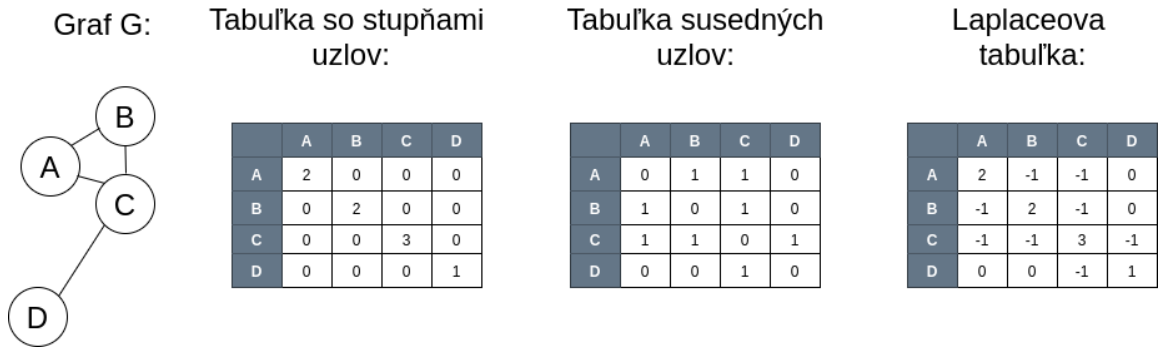 Graf G:
Tabuľka so stupňami
uzlov:
Tabuľka susedných
uzlov:
Laplaceova
tabuľka:
B
A
C
D
A B C D
A 2 0 0 0
B 0 2 0 0
C 0 0 3 0
D 0 0 0 1
A B C D
A 0 1 1 0
B 1 0 1 0
C 1 1 0 1
D 0 0 1 0
A B C D
A 2 -1 -1 0
B -1 2 -1 0
C -1 -1 3 -1
D 0 0 -1 1